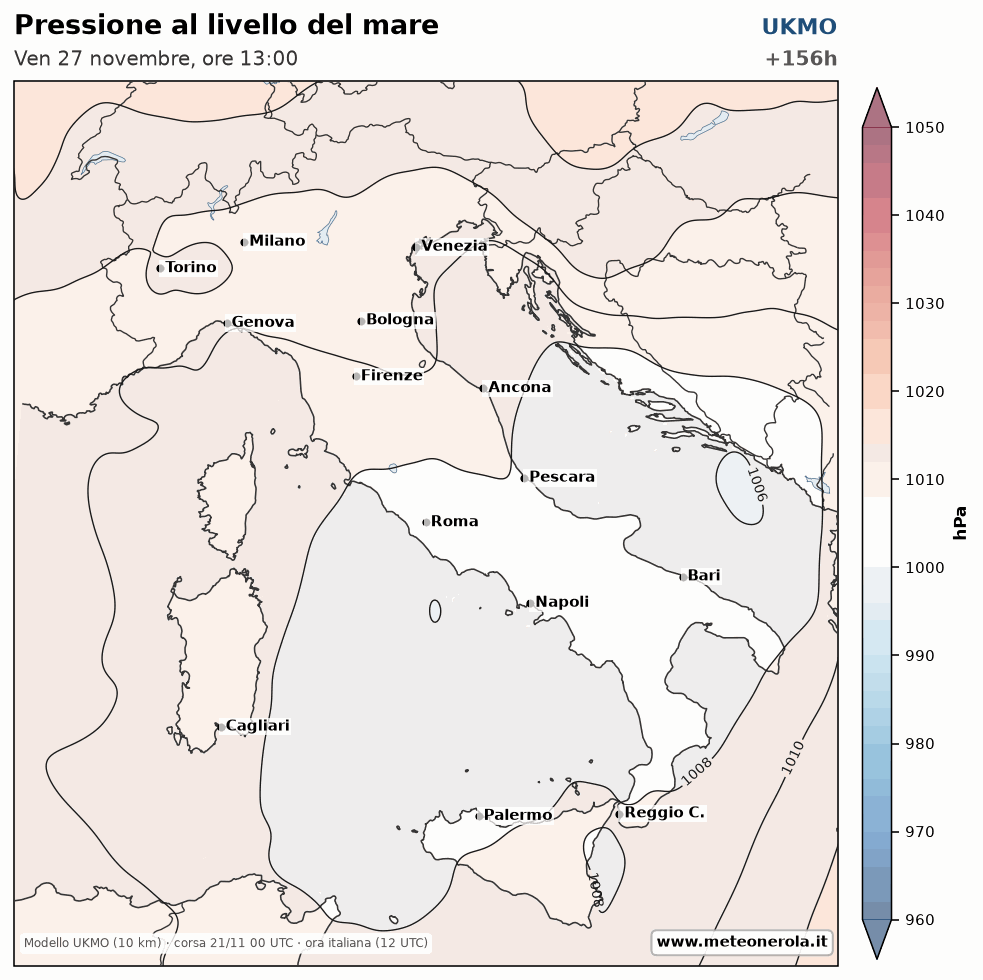 Pressione al livello del mare
UKMO
Ven 27 novembre, ore 13:00
+156h
1050
1040
1030
1020
1010
1000
990
980
970
960
hPa
Milano
Venezia
Torino
Genova
Bologna
Firenze
Ancona
Pescara
1006
Roma
Bari
Napoli
Cagliari
1010
1008
Palermo
Reggio C.
1008
Modello UKMO (10 km) · corsa 21/11 00 UTC · ora italiana (12 UTC)
www.meteonerola.it